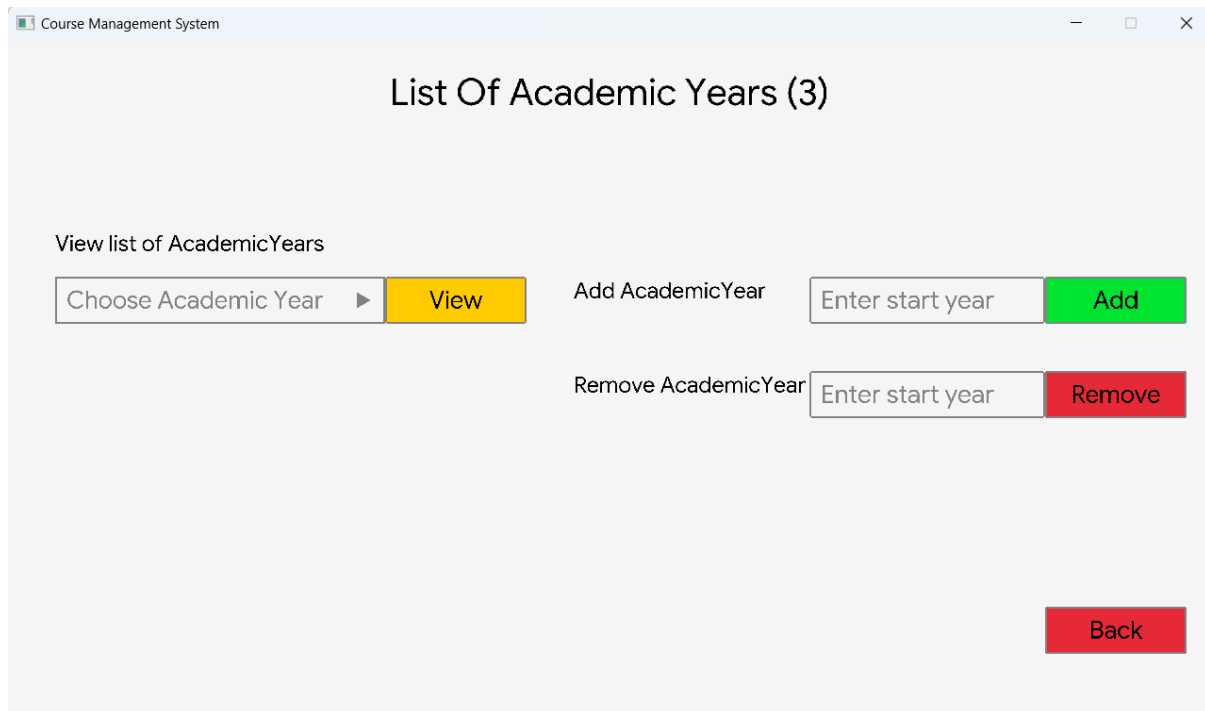 Course Management System
List Of Academic Years (3)
View list of AcademicYears
Choose Academic Year
View
Add AcademicYear
Enter start year
Add
Remove AcademicYear
Enter start year
Remove
Back